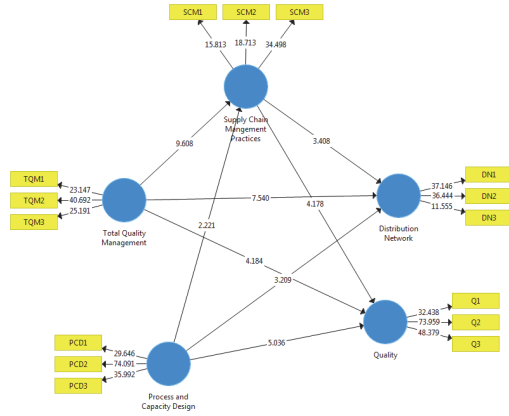 SCM1 SCM2 SCM3
15.813 18.713 34.498
Supply Chain
Mangement
Practices
9.608
3.408
TQM1
TQM2
TQM3
23.147
40.692
25.191
Total Quality
Management
7.540
4.178
2.221
DN1
DN2
DN3
37.146
36.444
11.555
Distribution
Network
4.184
3.209
Q1
Q2
Q3
32.438
73.959
48.379
Quality
5.036
PCD1
PCD2
PCD3
29.646
74.091
35.992
Process and
Capacity Design